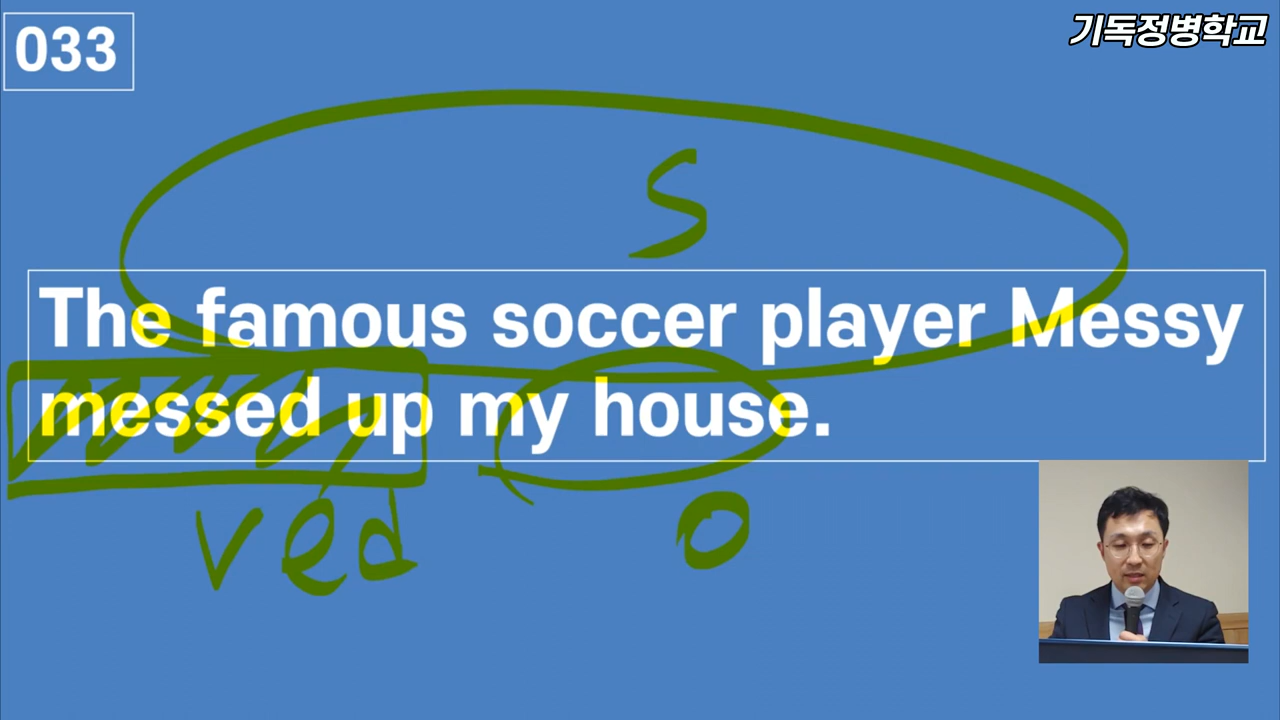 033
기독정병학교
S
The famous soccer player Messy
messed up my house.
ved
O